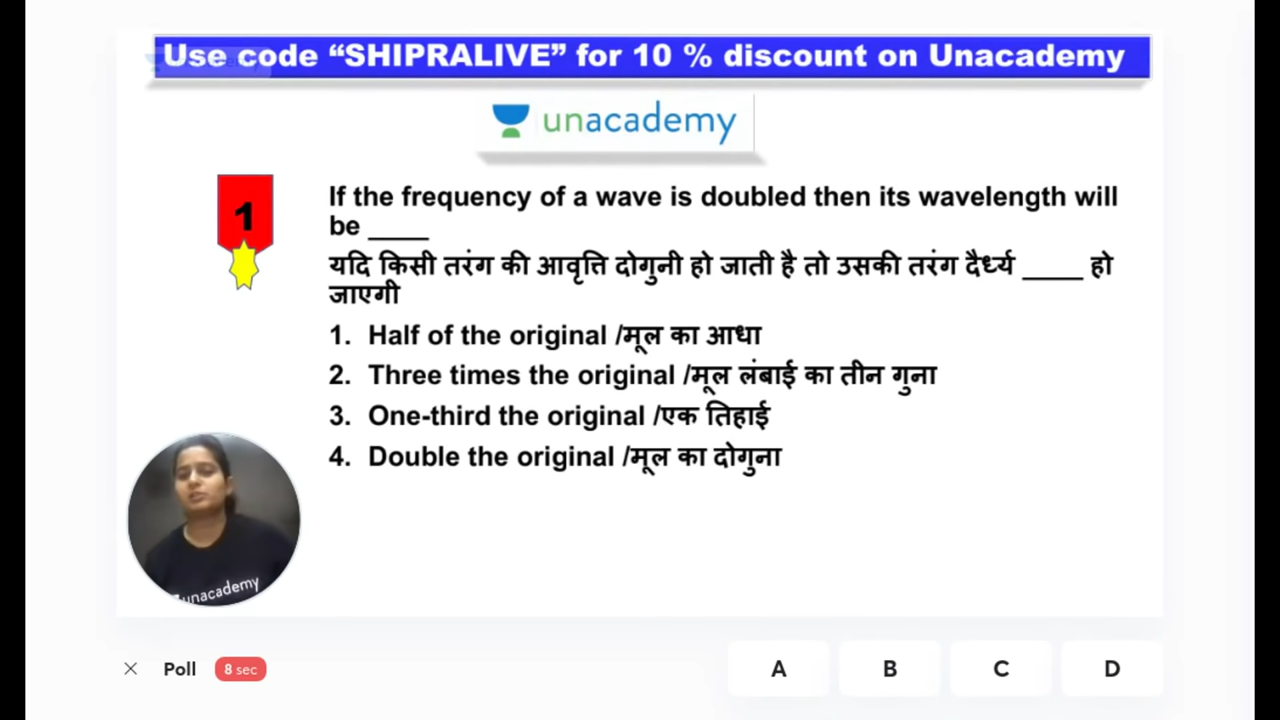 Use code “SHIPRALIVE” for 10 % discount on Unacademy
unacademy
1
If the frequency of a wave is doubled then its wavelength will
be ____
यदि किसी तरंग की आवृत्ति दोगुनी हो जाती है तो उसकी तरंग दैर्ध्य ____ हो
जाएगी
1. Half of the original /मूल का आधा
2. Three times the original /मूल लंबाई का तीन गुना
3. One-third the original /एक तिहाई
4. Double the original /मूल का दोगुना
unacademy
Poll 8 sec A B C D